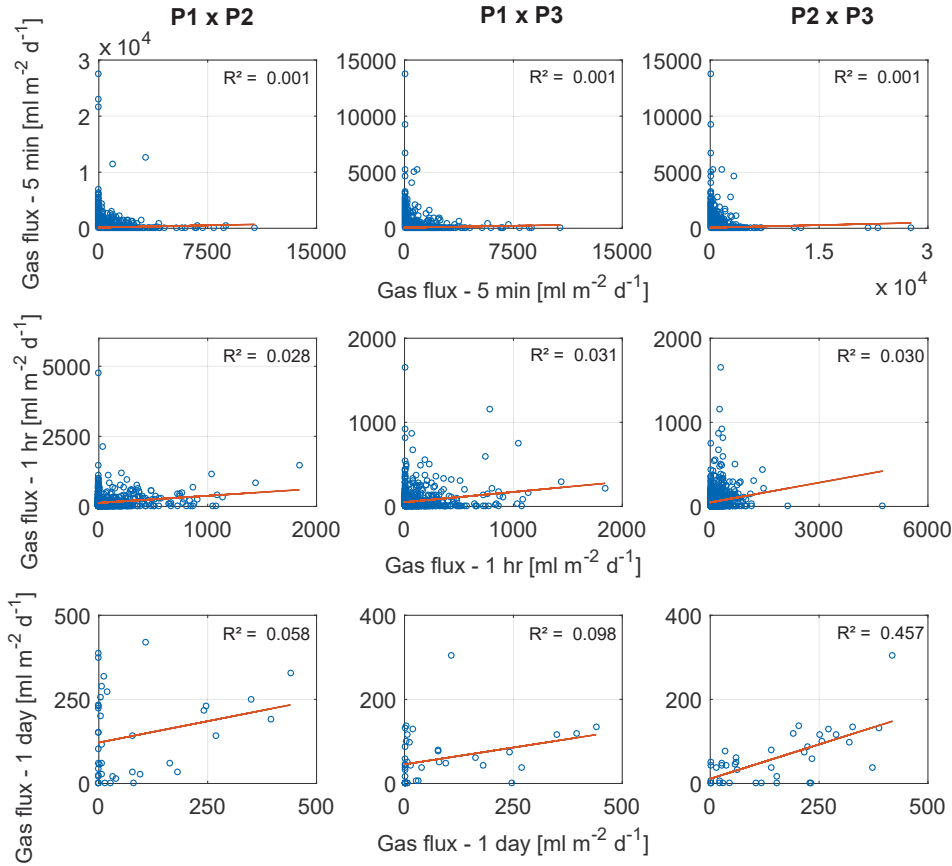 P1 x P2 P1 x P3 P2 x P3
x 10⁴
Gas flux - 5 min [ml m⁻² d⁻¹]
3
2
1
0
R² = 0.001
0 7500 15000
15000
10000
5000
0
R² = 0.001
0 7500 15000
15000
10000
5000
0
R² = 0.001
0 1.5 3
x 10⁴
Gas flux - 5 min [ml m⁻² d⁻¹]
Gas flux - 1 hr [ml m⁻² d⁻¹]
5000
2500
0
R² = 0.028
0 1000 2000
2000
1000
0
R² = 0.031
0 1000 2000
2000
1000
0
R² = 0.030
0 3000 6000
Gas flux - 1 hr [ml m⁻² d⁻¹]
Gas flux - 1 day [ml m⁻² d⁻¹]
500
250
0
R² = 0.058
0 250 500
400
200
0
R² = 0.098
0 250 500
400
200
0
R² = 0.457
0 250 500
Gas flux - 1 day [ml m⁻² d⁻¹]